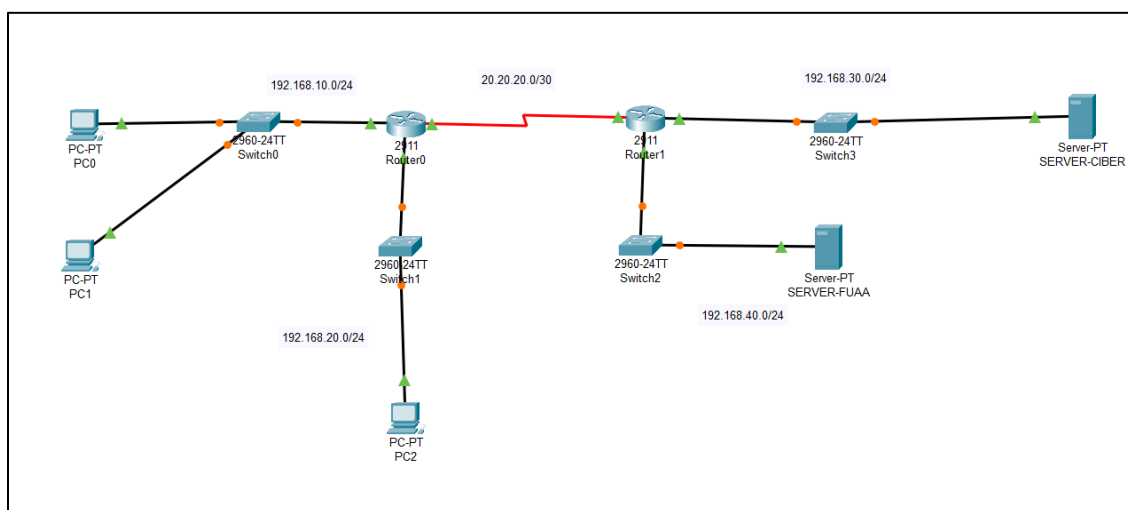 192.168.10.0/24
20.20.20.0/30
192.168.30.0/24
PC-PT
PC0
2960-24TT
Switch0
2911
Router0
2911
Router1
2960-24TT
Switch3
Server-PT
SERVER-CIBER
PC-PT
PC1
2960-24TT
Switch1
2960-24TT
Switch2
Server-PT
SERVER-FUAA
192.168.40.0/24
192.168.20.0/24
PC-PT
PC2